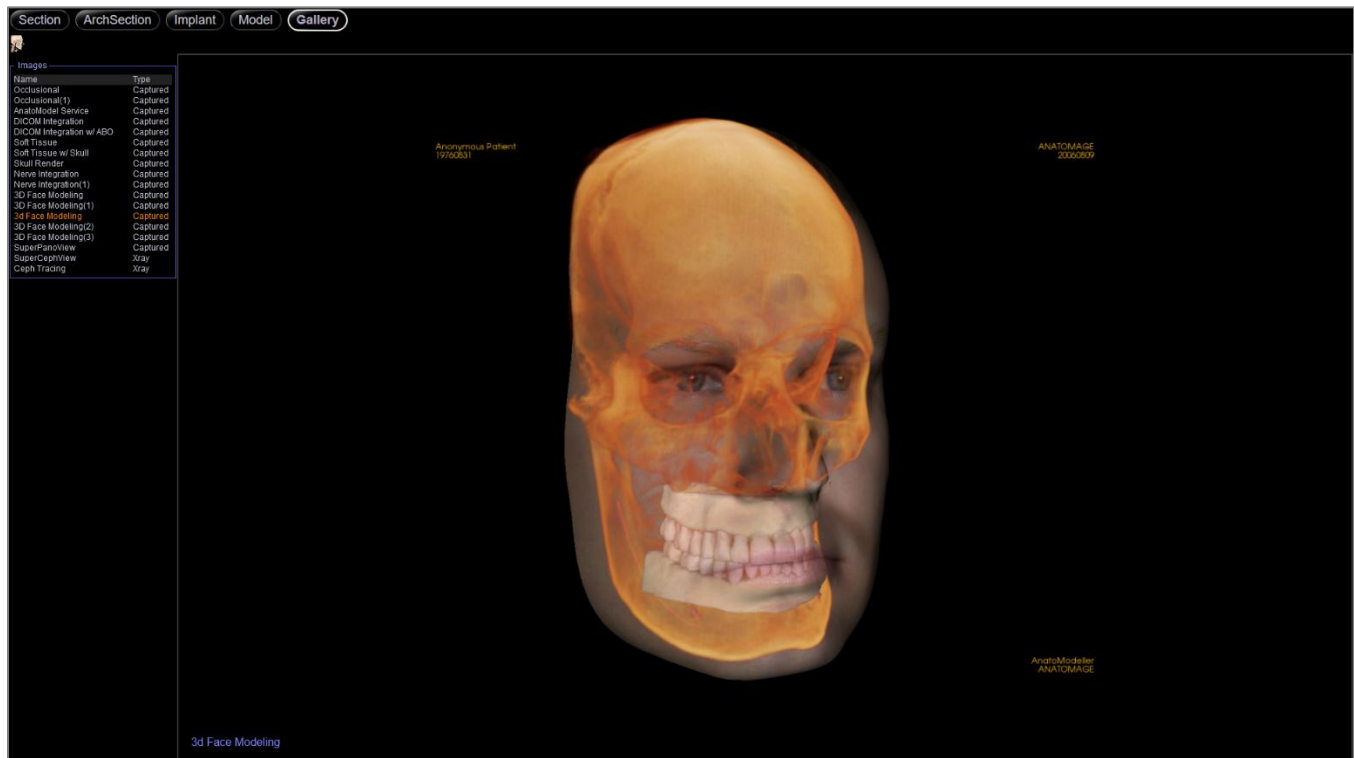 Section ArchSection Implant Model Gallery
Images
Name Type
Occlusional Captured
Occlusional(1) Captured
AnatoModel Service Captured
DICOM Integration Captured
DICOM Integration w/ ABO Captured
Soft Tissue Captured
Soft Tissue w/ Skull Captured
Skull Render Captured
Nerve Integration Captured
Nerve Integration(1) Captured
3D Face Modeling Captured
3D Face Modeling(1) Captured
3d Face Modeling Captured
3D Face Modeling(2) Captured
3D Face Modeling(3) Captured
SuperPanoView Captured
SuperCephView Xray
Ceph Tracing Xray
Anonymous Patient
19760831
ANATOMAGE
20060809
AnatoModeller
ANATOMAGE
3d Face Modeling